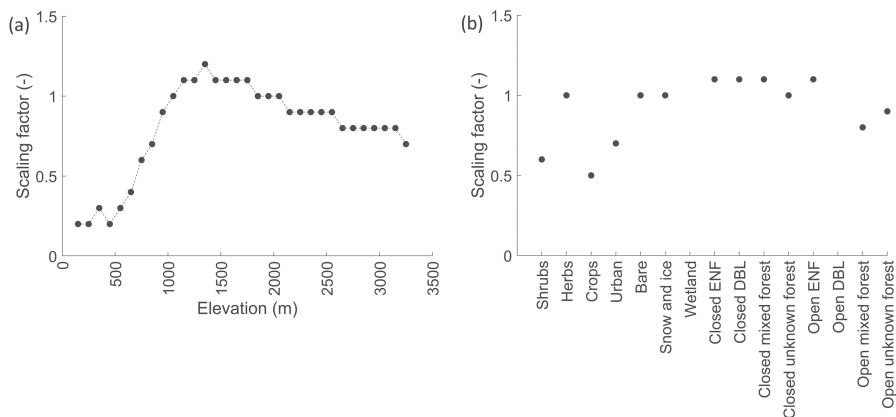 (a)
Scaling factor (-)
1.5
1
0.5
0
0
500
1000
1500
2000
2500
3000
3500
Elevation (m)
(b)
Scaling factor (-)
1.5
1
0.5
0
Shrubs
Herbs
Crops
Urban
Bare
Snow and ice
Wetland
Closed ENF
Closed DBL
Closed mixed forest
Closed unknown forest
Open ENF
Open DBL
Open mixed forest
Open unknown forest